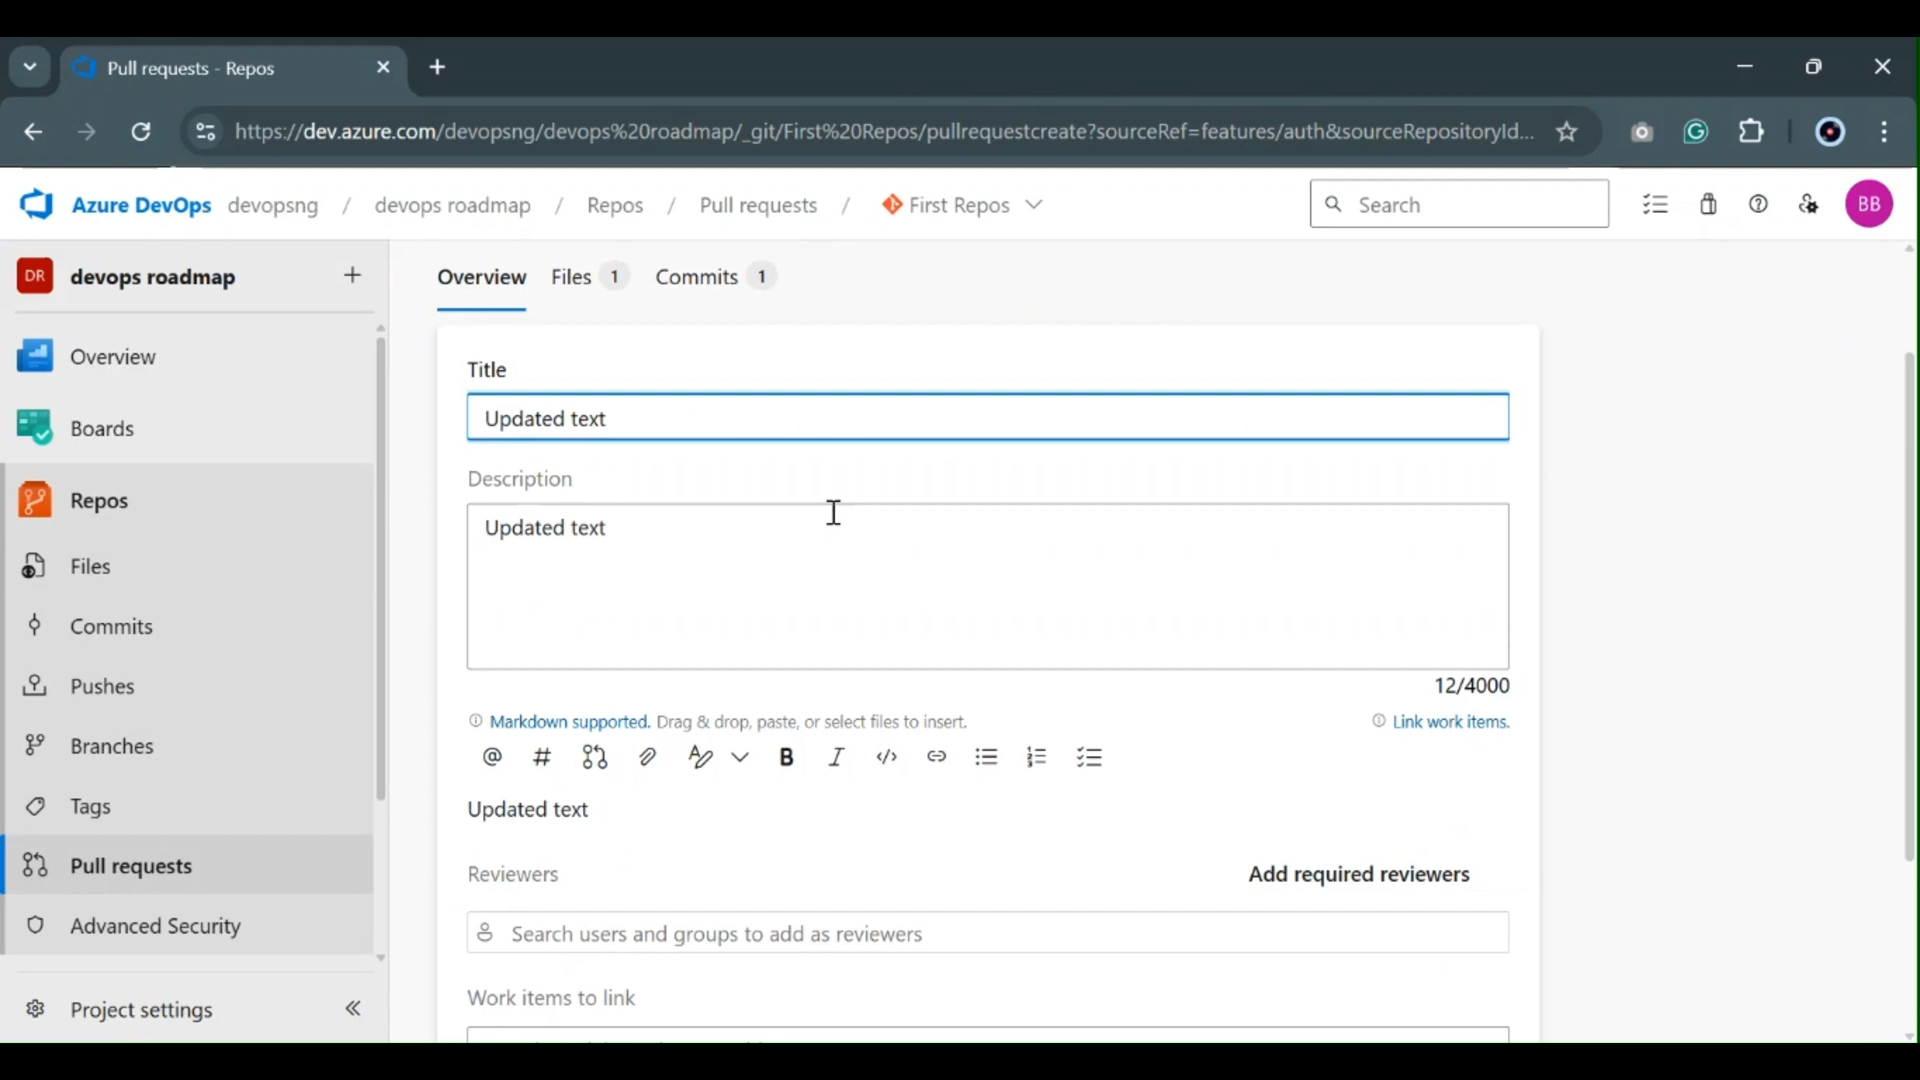 Pull requests - Repos
https://dev.azure.com/devopsng/devops%20roadmap/_git/First%20Repos/pullrequestcreate?sourceRef=features/auth&sourceRepositoryId...
Azure DevOps devopsng / devops roadmap / Repos / Pull requests / First Repos
Search
BB
DR devops roadmap
Overview
Boards
Repos
Files
Commits
Pushes
Branches
Tags
Pull requests
Advanced Security
Project settings
Overview Files 1 Commits 1
Title
Updated text
Description
Updated text
12/4000
Markdown supported. Drag & drop, paste, or select files to insert.
Link work items.
Updated text
Reviewers
Add required reviewers
Search users and groups to add as reviewers
Work items to link